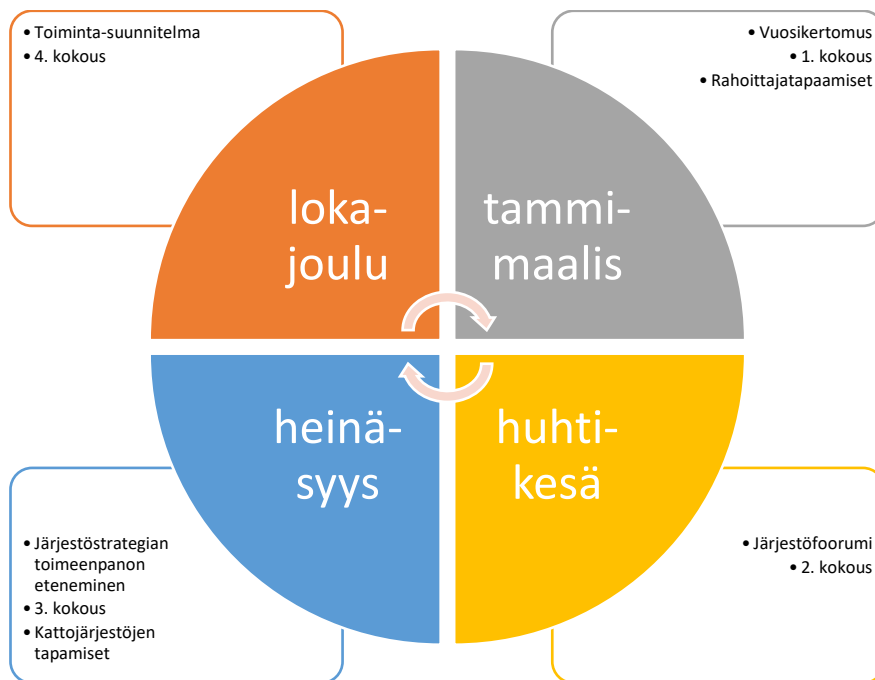 • Toiminta-suunnitelma
• 4. kokous
• Vuosikertomus
• 1. kokous
• Rahoittajatapaamiset
loka-
joulu
tammi-
maalis
heinä-
syys
huhti-
kesä
• Järjestöstrategian
toimeenpanon
eteneminen
• 3. kokous
• Kattojärjestöjen
tapamiset
• Järjestöfoorumi
• 2. kokous